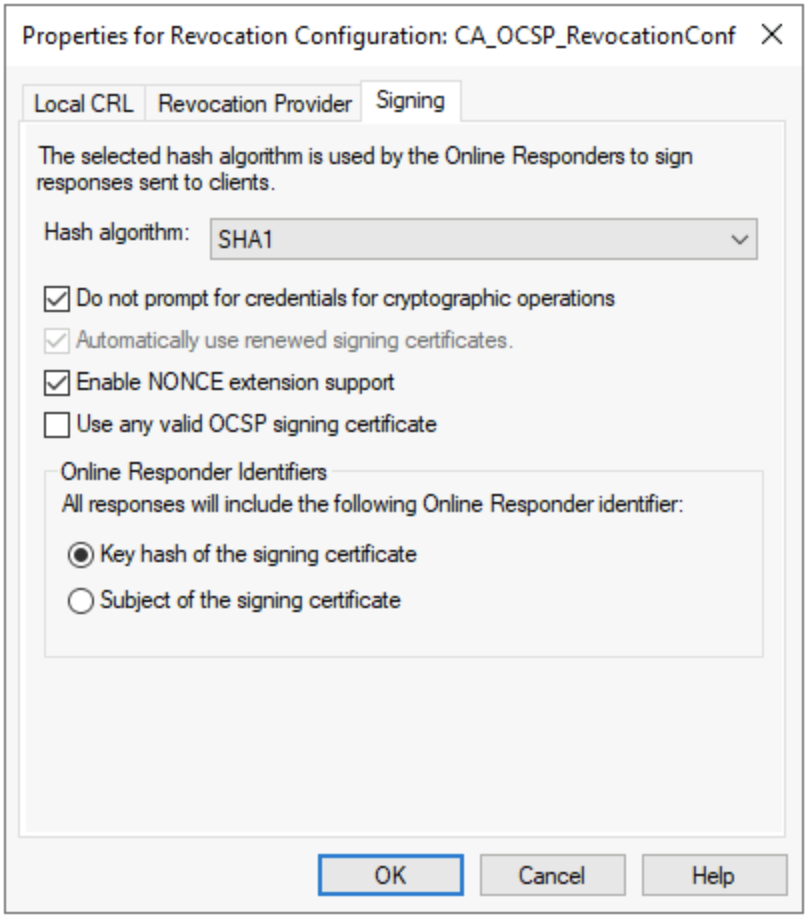 Properties for Revocation Configuration: CA_OCSP_RevocationConf
Local CRL
Revocation Provider
Signing
The selected hash algorithm is used by the Online Responders to sign
responses sent to clients.
Hash algorithm:
SHA1
Do not prompt for credentials for cryptographic operations
Automatically use renewed signing certificates.
Enable NONCE extension support
Use any valid OCSP signing certificate
Online Responder Identifiers
All responses will include the following Online Responder identifier:
Key hash of the signing certificate
Subject of the signing certificate
OK
Cancel
Help